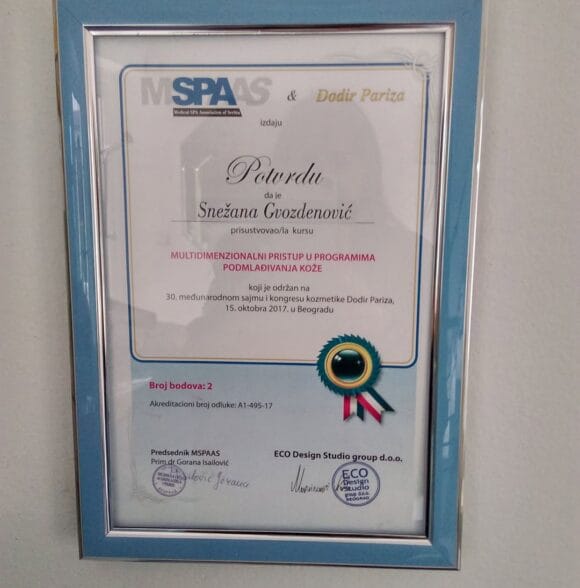 MSPAAS & Dodir Pariza
Medical SPA Association of Serbia
izdaju
Potvrdu
da je
Snežana Gvozdenović
prisustvovao/la kursu
MULTIDIMENZIONALNI PRISTUP U PROGRAMIMA
PODMLAĐIVANJA KOŽE
koji je održan na
30. međunarodnom sajmu i kongresu kozmetike Dodir Pariza,
15. oktobra 2017. u Beogradu
Broj bodova: 2
Akreditacioni broj odluke: A1-495-17
Predsednik MSPAAS
Prim dr Gorana Isailović
ECO Design Studio group d.o.o.
ECO
Design
Studio
group d.o.o.
BEOGRAD